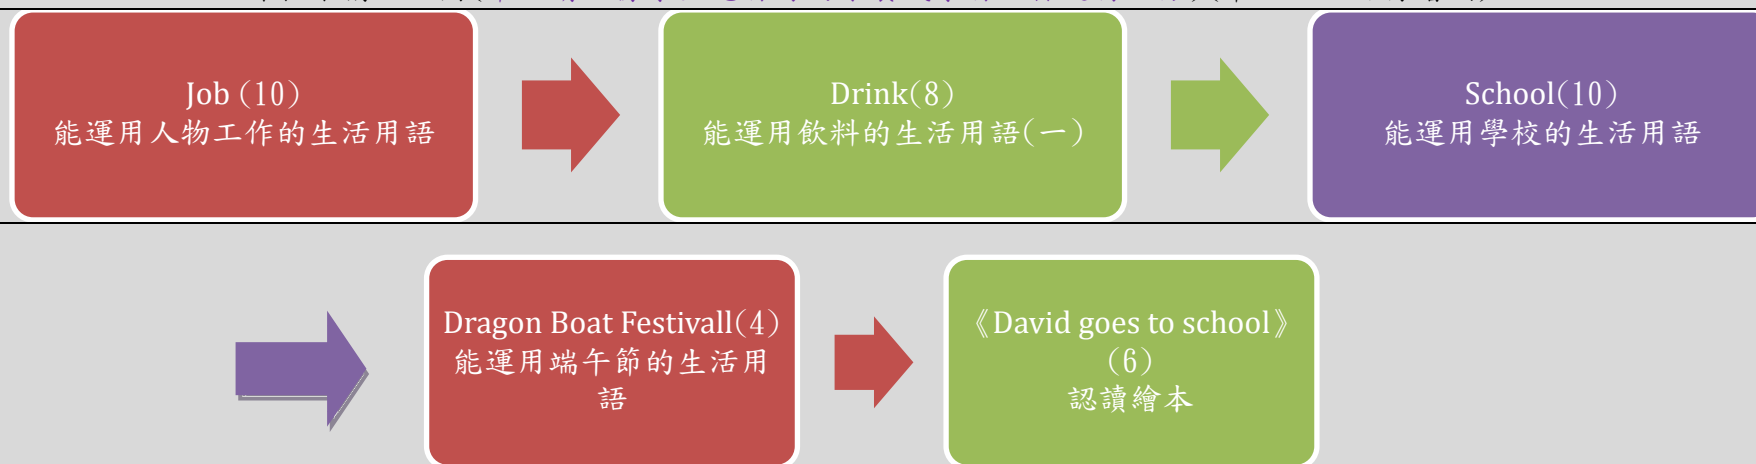 Job（10）
能運用人物工作的生活用語
Drink(8)
能運用飲料的生活用語(一)
School(10)
能運用學校的生活用語
Dragon Boat Festivall(4)
能運用端午節的生活用
語
《David goes to school》
(6)
認讀繪本